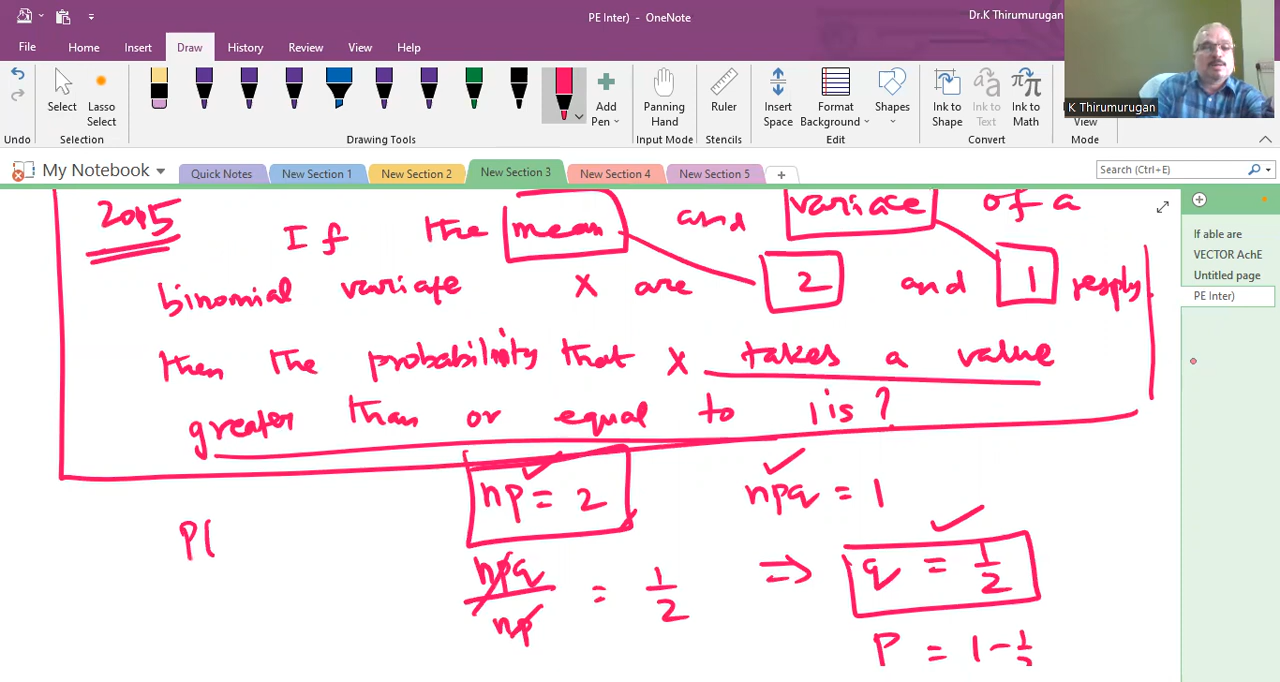 PE Inter) - OneNote
Dr.K Thirumurugan
File Home Insert Draw History Review View Help
Undo
Select
Lasso Select
Selection
Drawing Tools
Add Pen
Panning Hand
Input Mode
Ruler
Stencils
Insert Space
Format Background
Shapes
Edit
Ink to Shape
Ink to Text
Ink to Math
Convert
View
Mode
K Thirumurugan
My Notebook
Quick Notes New Section 1 New Section 2 New Section 3 New Section 4 New Section 5 +
Search (Ctrl+E)
If able are
VECTOR AchE
Untitled page
PE Inter)
If the mean and variace of a
binomial variate x are 2 and 1 resply.
then the probability that x takes a value
greater than or equal to 1 is?
np = 2 npq = 1
P(
npq/np = 1/2 ⇒ q = 1/2
P = 1 - 1/2